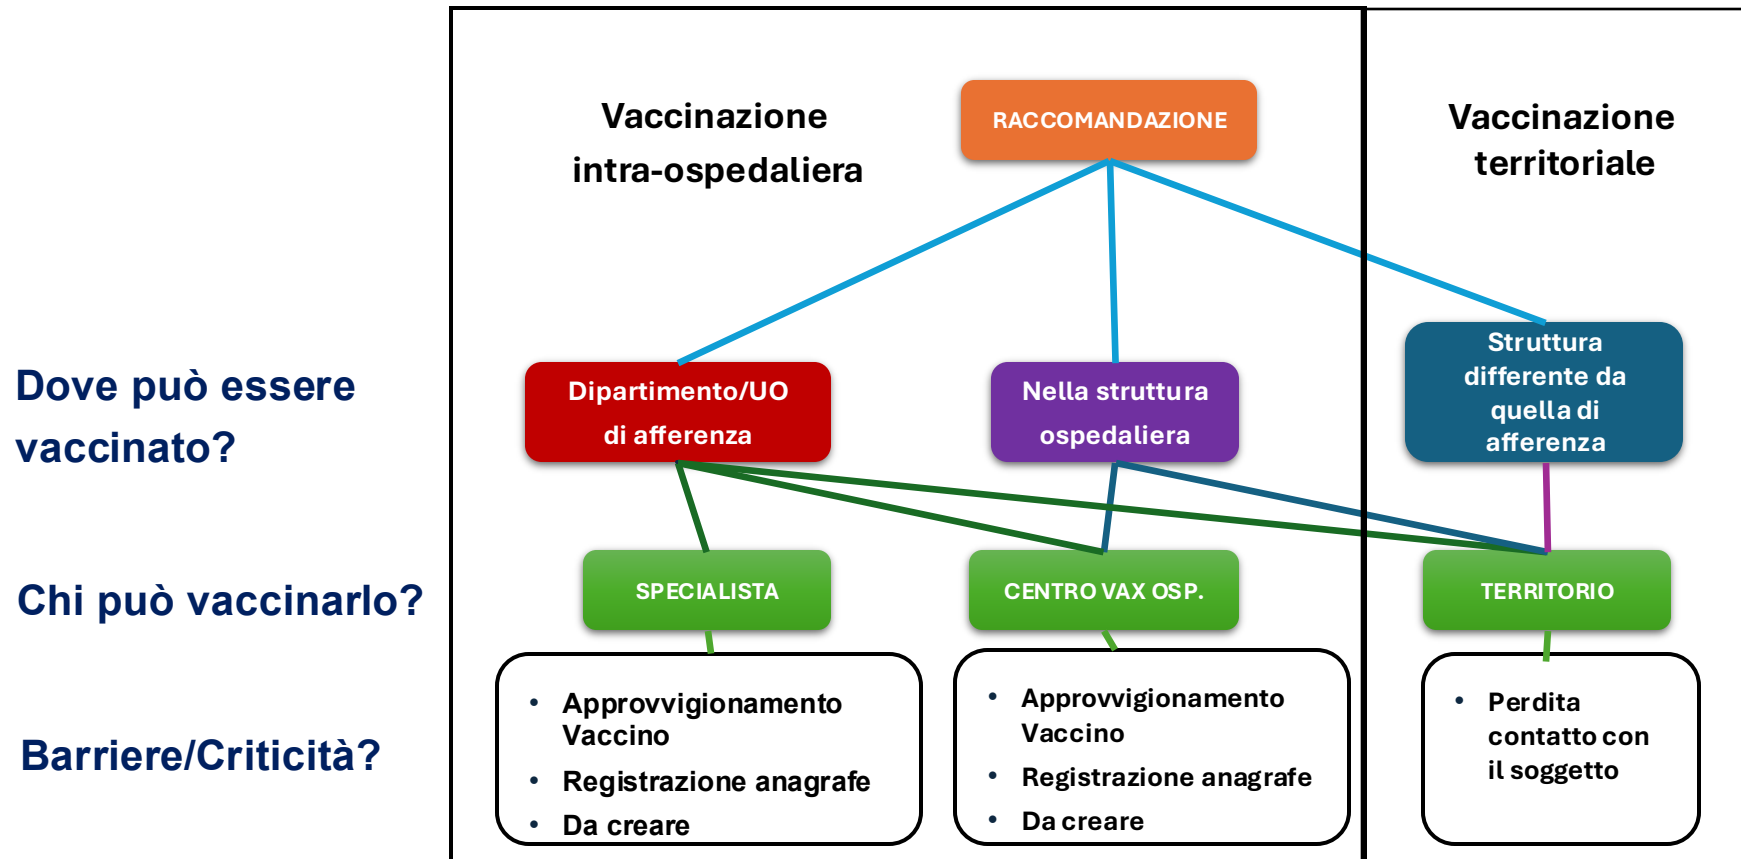 Vaccinazione
intra-ospedaliera
RACCOMANDAZIONE
Vaccinazione
territoriale
Dove può essere
vaccinato?
Dipartimento/UO
di afferenza
Nella struttura
ospedaliera
Struttura
differente da
quella di
afferenza
Chi può vaccinarlo?
SPECIALISTA
CENTRO VAX OSP.
TERRITORIO
Barriere/Criticità?
• Approvvigionamento
Vaccino
• Registrazione anagrafe
• Da creare
• Approvvigionamento
Vaccino
• Registrazione anagrafe
• Da creare
• Perdita
contatto con
il soggetto